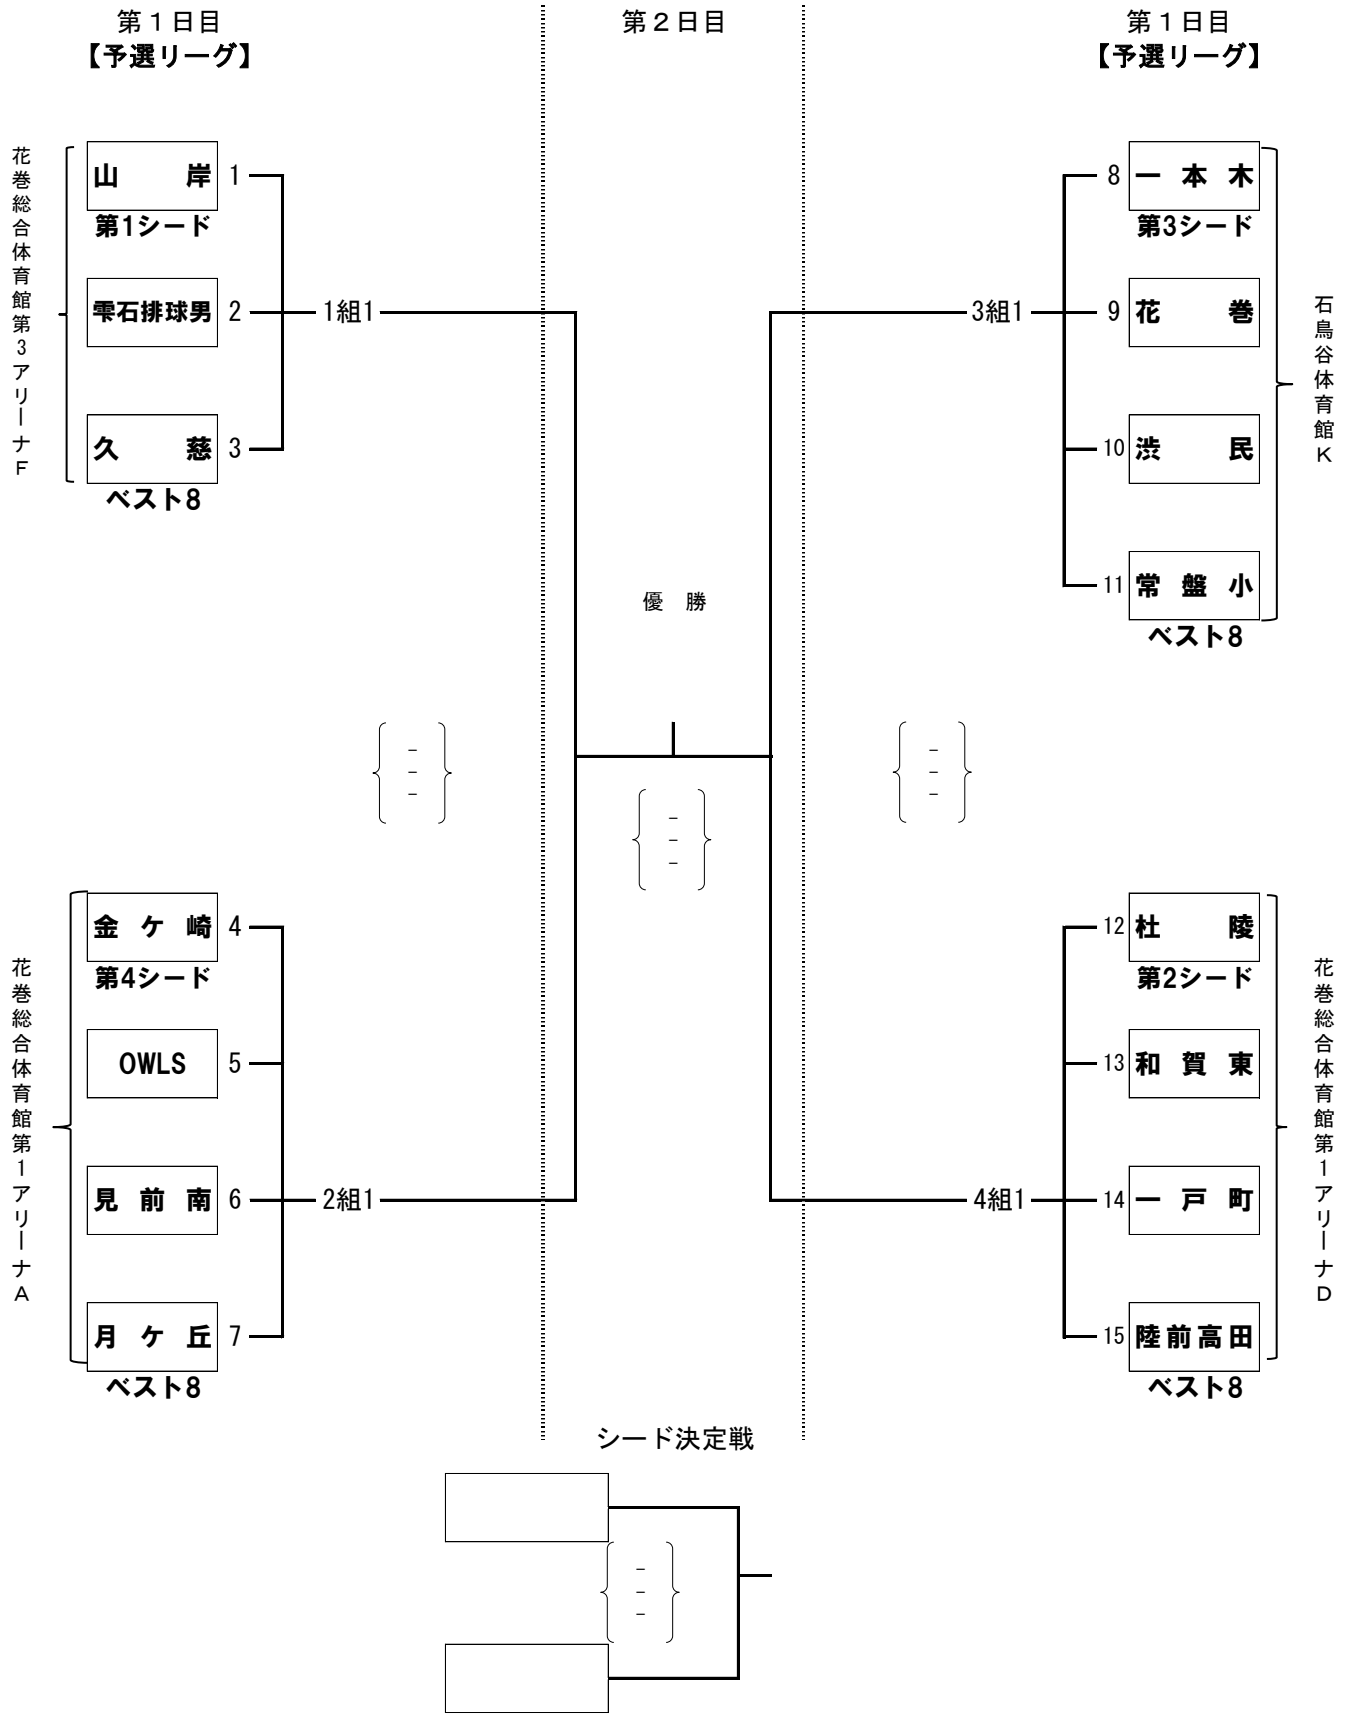 第１日目
【予選リーグ】
第２日目
第１日目
【予選リーグ】
花巻総合体育館第３アリーナF
山岸 1
第1シード
雫石排球男 2
1組1
久慈 3
ベスト8
花巻総合体育館第１アリーナA
金ケ崎 4
第4シード
OWLS 5
見前南 6
2組1
月ケ丘 7
ベスト8
優勝
-
-
-
-
-
-
-
-
-
8 一本木
第3シード
3組1
9 花巻
10 渋民
11 常盤小
ベスト8
石鳥谷体育館K
12 杜陵
第2シード
13 和賀東
4組1
14 一戸町
15 陸前高田
ベスト8
花巻総合体育館第１アリーナD
シード決定戦
-
-
-